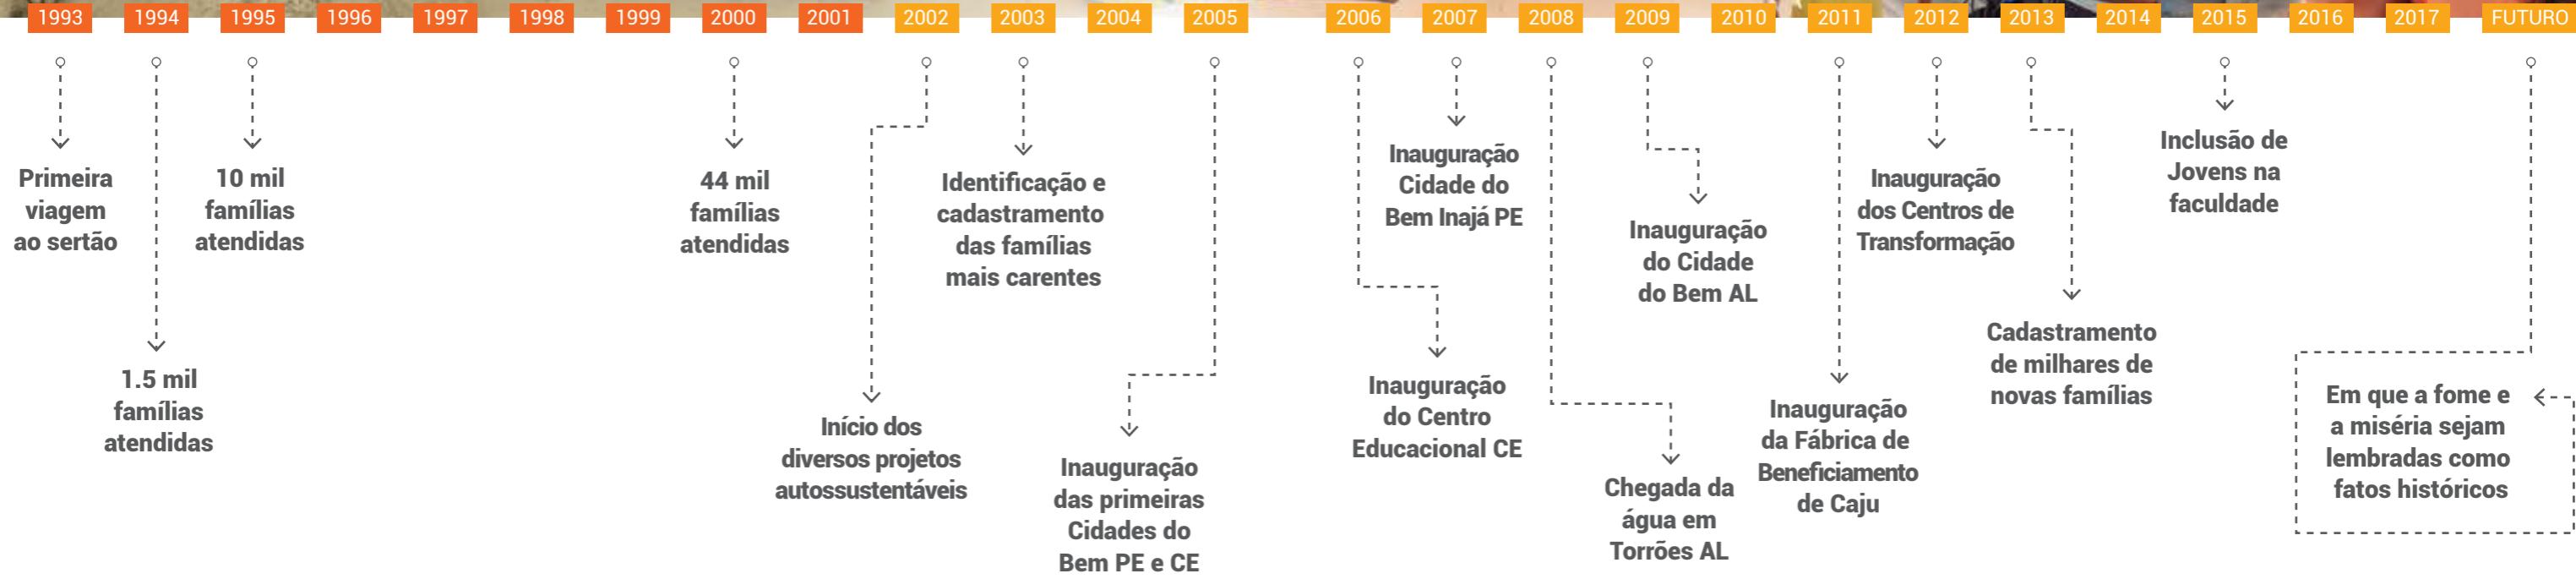 1993 1994 1995 1996 1997 1998 1999 2000 2001 2002 2003 2004 2005 2006 2007 2008 2009 2010 2011 2012 2013 2014 2015 2016 2017 FUTURO
Primeira
viagem
ao sertão
1.5 mil
famílias
atendidas
10 mil
famílias
atendidas
44 mil
famílias
atendidas
Início dos
diversos projetos
autossustentáveis
Identificação e
cadastramento
das famílias
mais carentes
Inauguração
das primeiras
Cidades do
Bem PE e CE
Inauguração
do Centro
Educacional CE
Inauguração
Cidade do
Bem Inajá PE
Chegada da
água em
Torrões AL
Inauguração
do Cidade
do Bem AL
Inauguração
da Fábrica de
Beneficiamento
de Caju
Inauguração
dos Centros de
Transformação
Cadastramento
de milhares de
novas famílias
Inclusão de
Jovens na
faculdade
Em que a fome e
a miséria sejam
lembradas como
fatos históricos